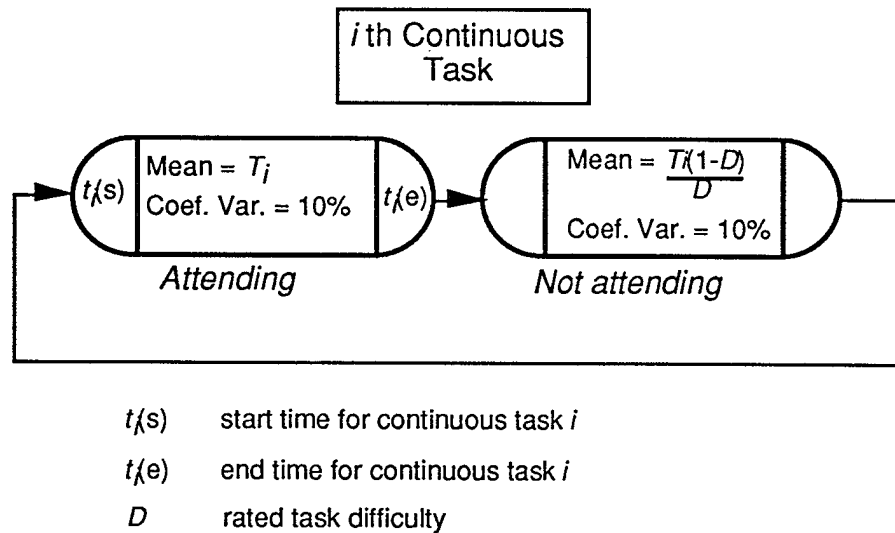 i th Continuous
Task
t_i(s)
Mean = T_i
Coef. Var. = 10%
t_i(e)
Mean = Ti(1-D)
D
Coef. Var. = 10%
Attending
Not attending
t_i(s) start time for continuous task i
t_i(e) end time for continuous task i
D rated task difficulty